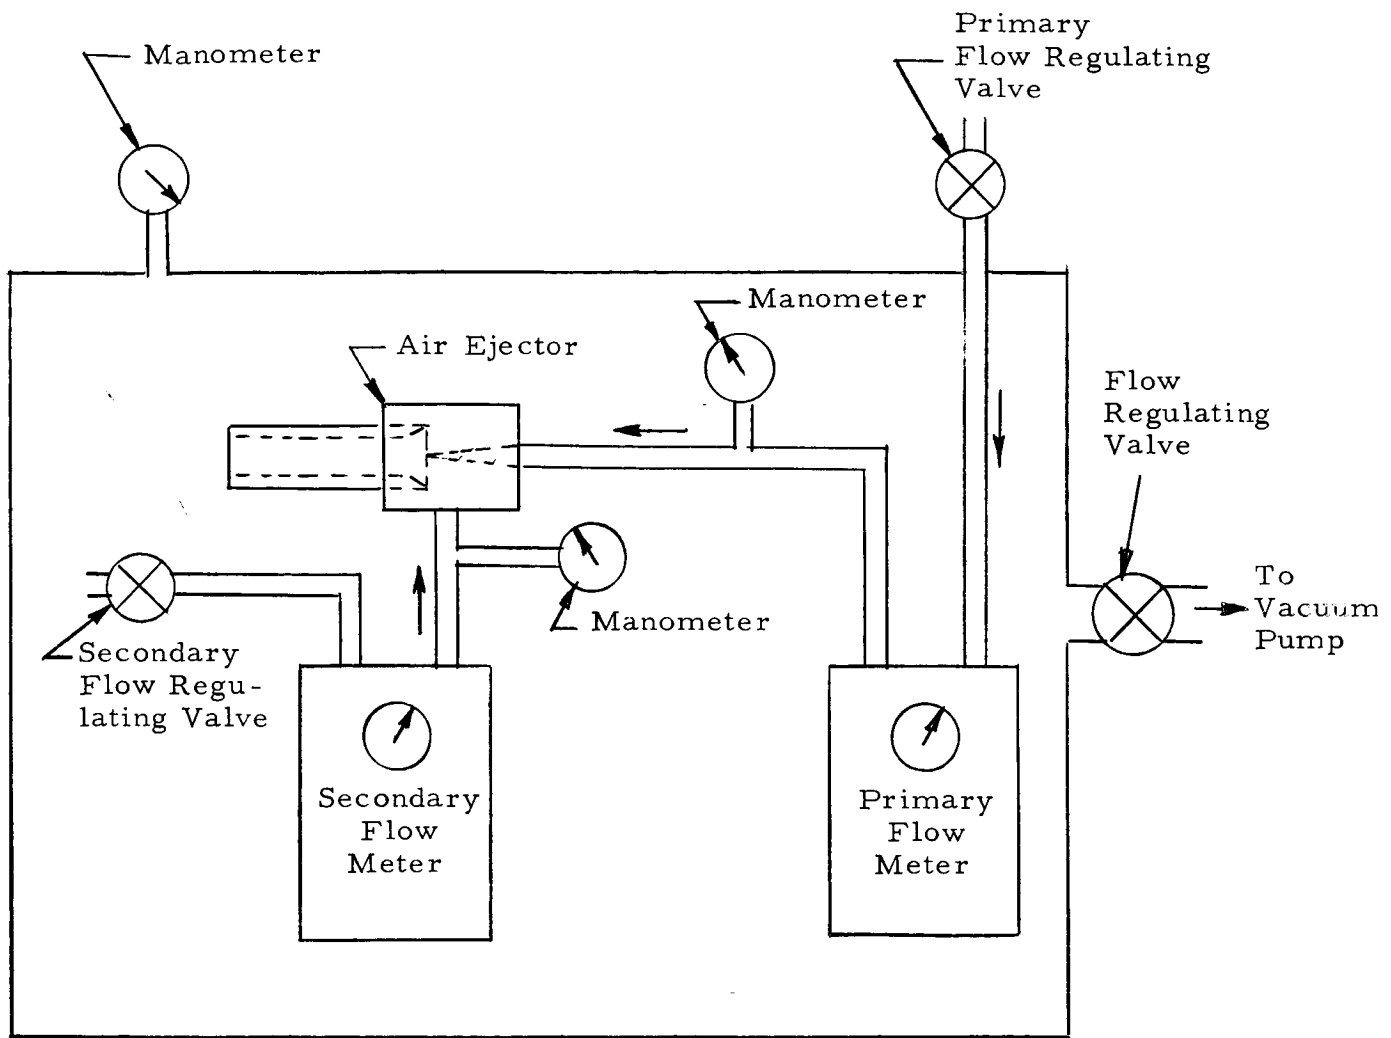 Manometer
Primary
Flow Regulating
Valve
Manometer
Air Ejector
Flow
Regulating
Valve
To
Vacuum
Pump
Manometer
Secondary
Flow Regu-
lating Valve
Secondary
Flow
Meter
Primary
Flow
Meter